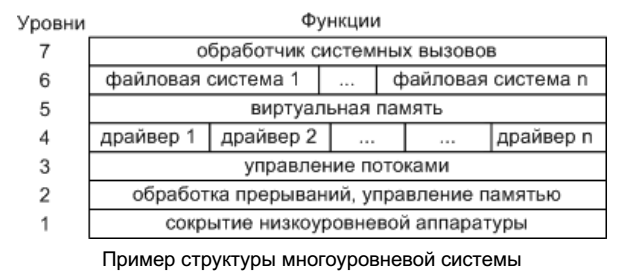 Уровни Функции
7 обработчик системных вызовов
6 файловая система 1 ... файловая система n
5 виртуальная память
4 драйвер 1 драйвер 2 ... ... драйвер n
3 управление потоками
2 обработка прерываний, управление памятью
1 сокрытие низкоуровневой аппаратуры
Пример структуры многоуровневой системы